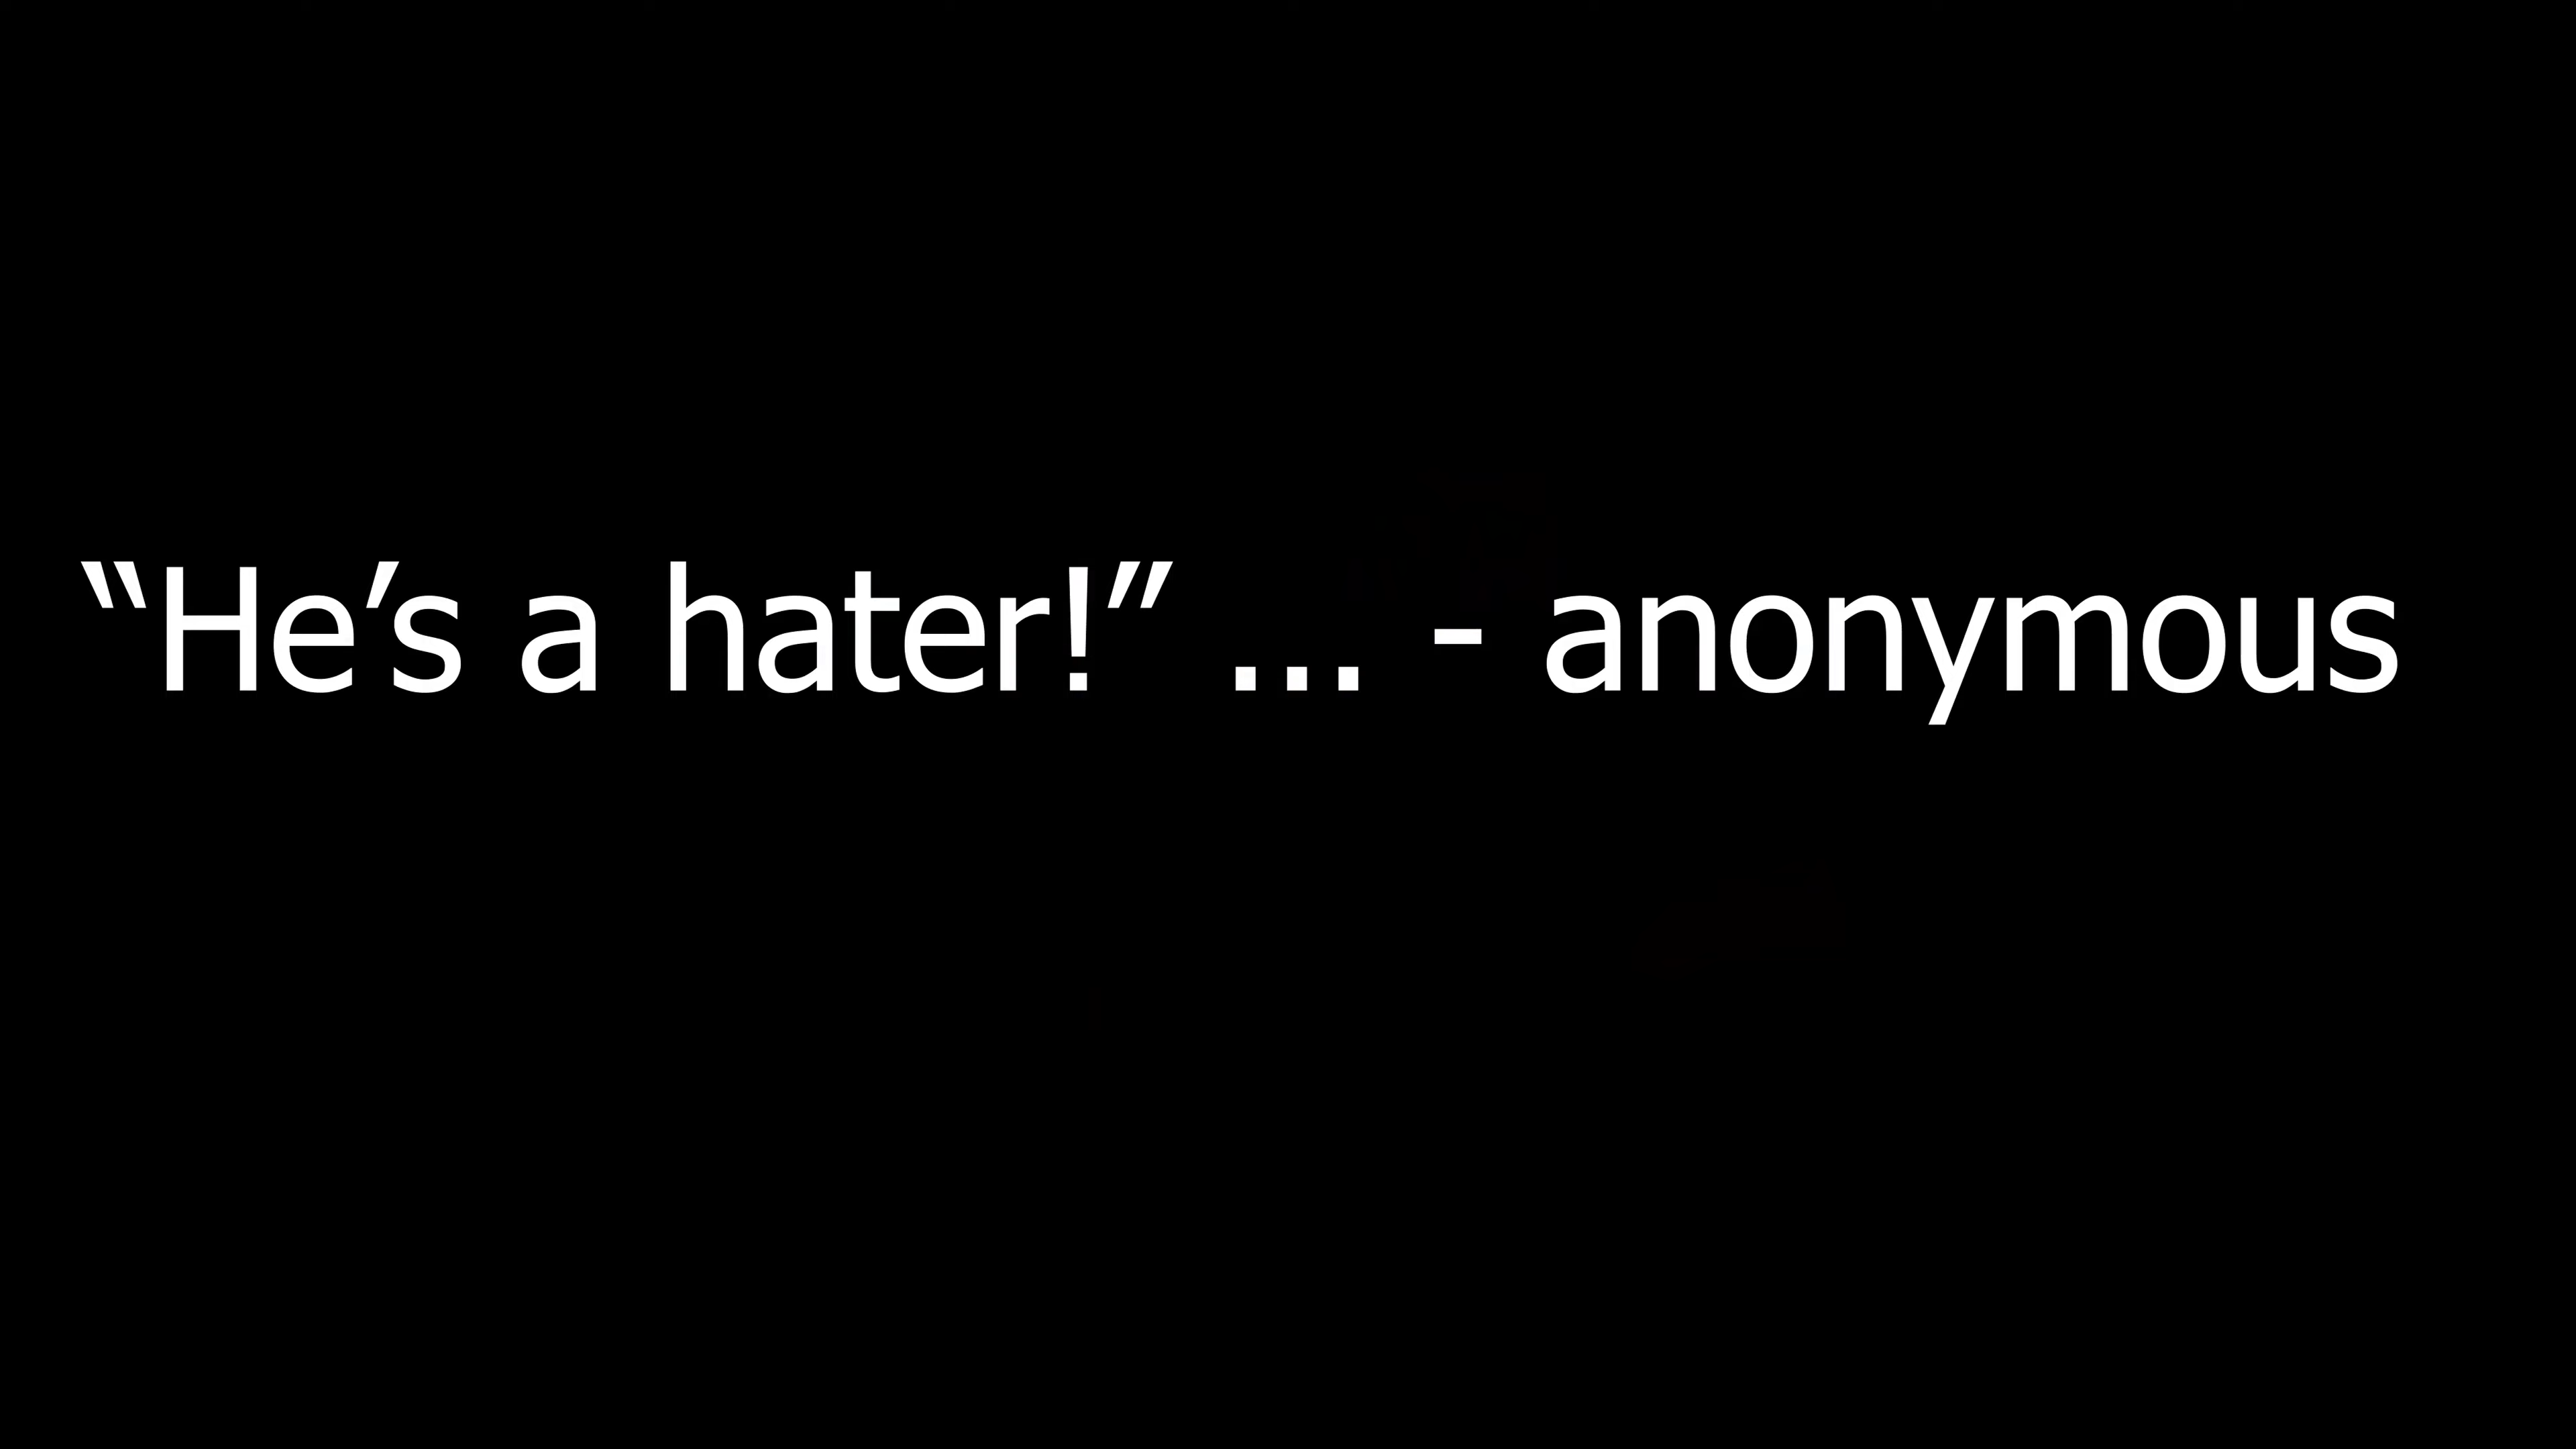 “He’s a hater!” ... - anonymous